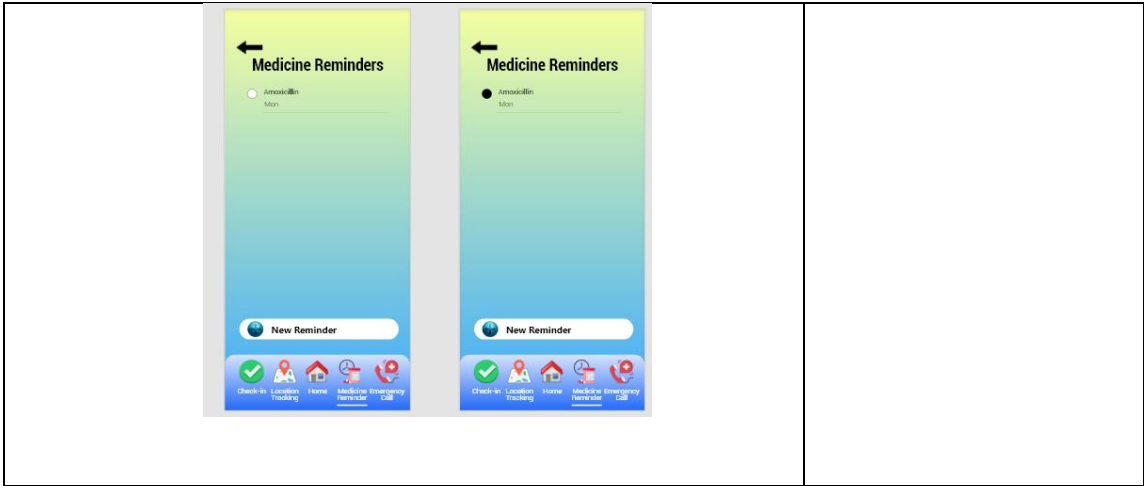 Medicine Reminders
Amoxicillin
Mon
New Reminder
Check-in
Location
Tracking
Home
Medicine
Reminder
Emergency
Call
Medicine Reminders
Amoxicillin
Mon
New Reminder
Check-in
Location
Tracking
Home
Medicine
Reminder
Emergency
Call